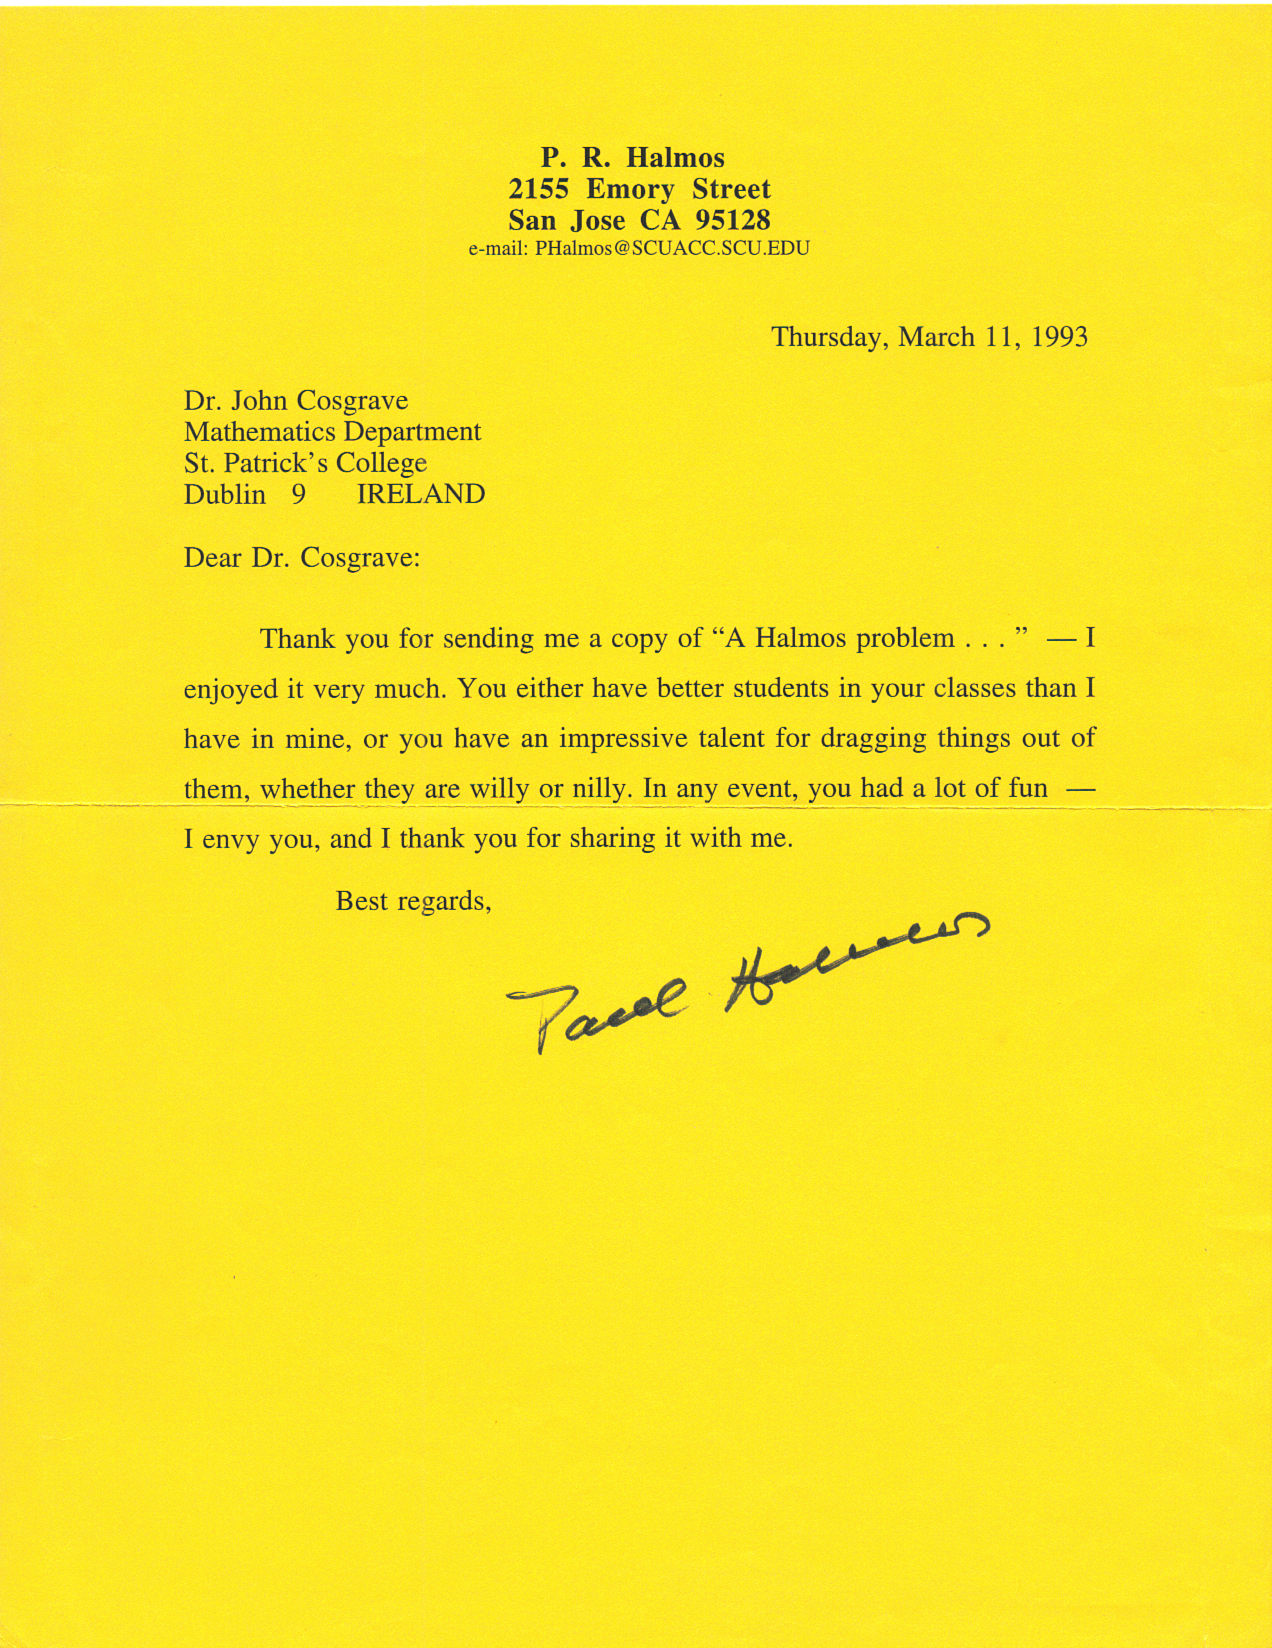 P. R. Halmos
2155 Emory Street
San Jose CA 95128
e-mail: PHalmos@SCUACC.SCU.EDU
Thursday, March 11, 1993
Dr. John Cosgrave
Mathematics Department
St. Patrick's College
Dublin 9 IRELAND
Dear Dr. Cosgrave:
Thank you for sending me a copy of “A Halmos problem . . . ” — I
enjoyed it very much. You either have better students in your classes than I
have in mine, or you have an impressive talent for dragging things out of
them, whether they are willy or nilly. In any event, you had a lot of fun —
I envy you, and I thank you for sharing it with me.
Best regards,
Paul Halmos